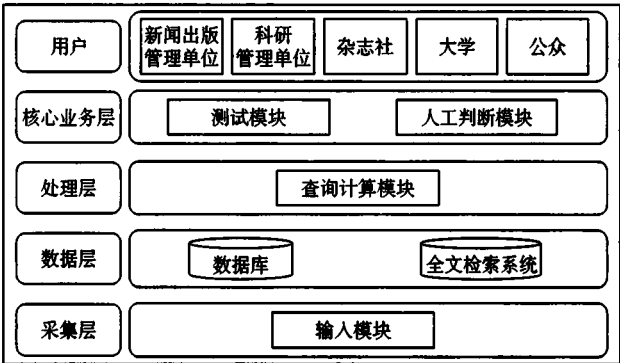 用户
新闻出版
管理单位
科研
管理单位
杂志社
大学
公众
核心业务层
测试模块
人工判断模块
处理层
查询计算模块
数据层
数据库
全文检索系统
采集层
输入模块